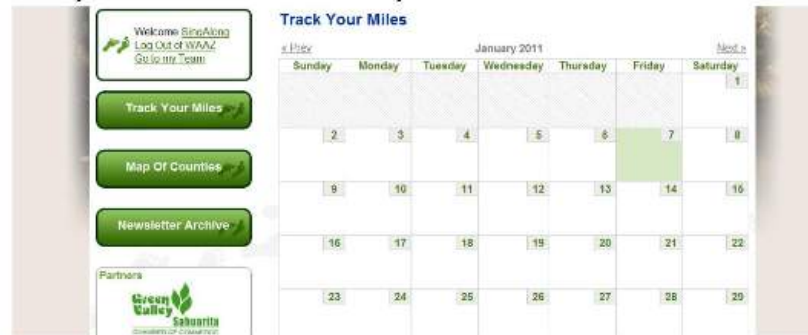 Welcome SingAlong
Log Out of WAAZ
Go to my Team
Track Your Miles
Map Of Counties
Newsletter Archive
Partners
Green
Valley
Sahuarita
CHAMBER OF COMMERCE
Track Your Miles
« Prev January 2011 Next »
Sunday Monday Tuesday Wednesday Thursday Friday Saturday
1
2 3 4 5 6 7 8
9 10 11 12 13 14 15
16 17 18 19 20 21 22
23 24 25 26 27 28 29